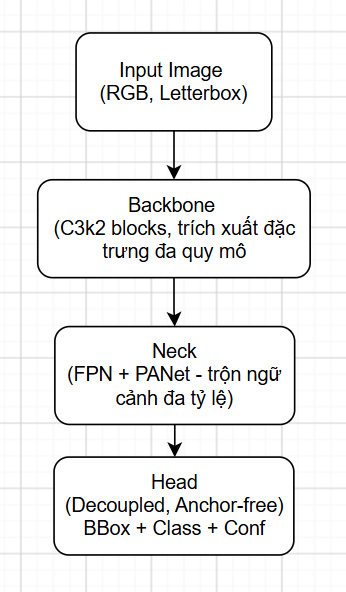 Input Image
(RGB, Letterbox)
Backbone
(C3k2 blocks, trích xuất đặc
trưng đa quy mô
Neck
(FPN + PANet - trộn ngữ
cảnh đa tỷ lệ)
Head
(Decoupled, Anchor-free)
BBox + Class + Conf